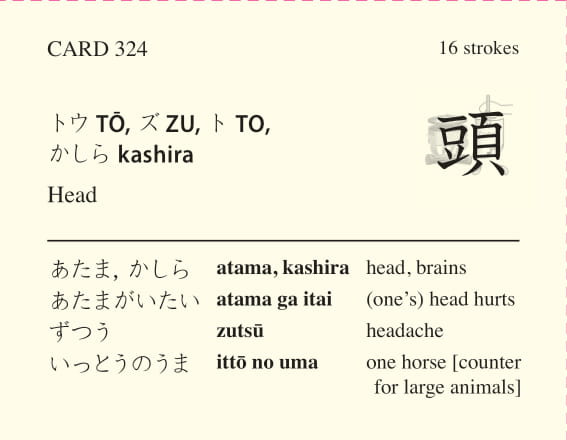 CARD 324 16 strokes
トウ TŌ, ズ ZU, ト TO,
かしら kashira
頭
Head
あたま, かしら atama, kashira head, brains
あたまがいたい atama ga itai (one’s) head hurts
ずつう zutsū headache
いっとうのうま ittō no uma one horse [counter
for large animals]